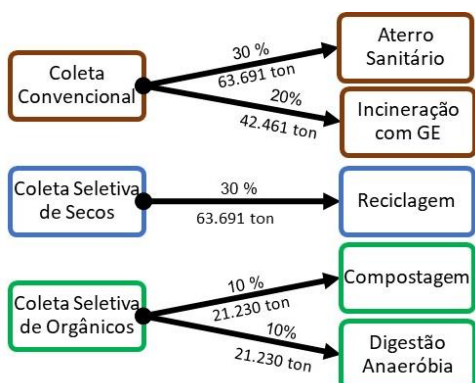 Coleta
Convencional
30 %
63.691 ton
20%
42.461 ton
Aterro
Sanitário
Incineração
com GE
Coleta Seletiva
de Secos
30 %
63.691 ton
Reciclagem
Coleta Seletiva
de Orgânicos
10 %
21.230 ton
10%
21.230 ton
Compostagem
Digestão
Anaeróbia